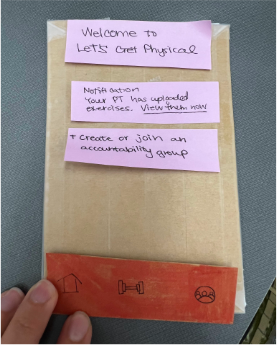 Welcome to
Let's Get Physical
Notification
Your PT has uploaded
exercises. View them now
+ Create or join an
accountability group